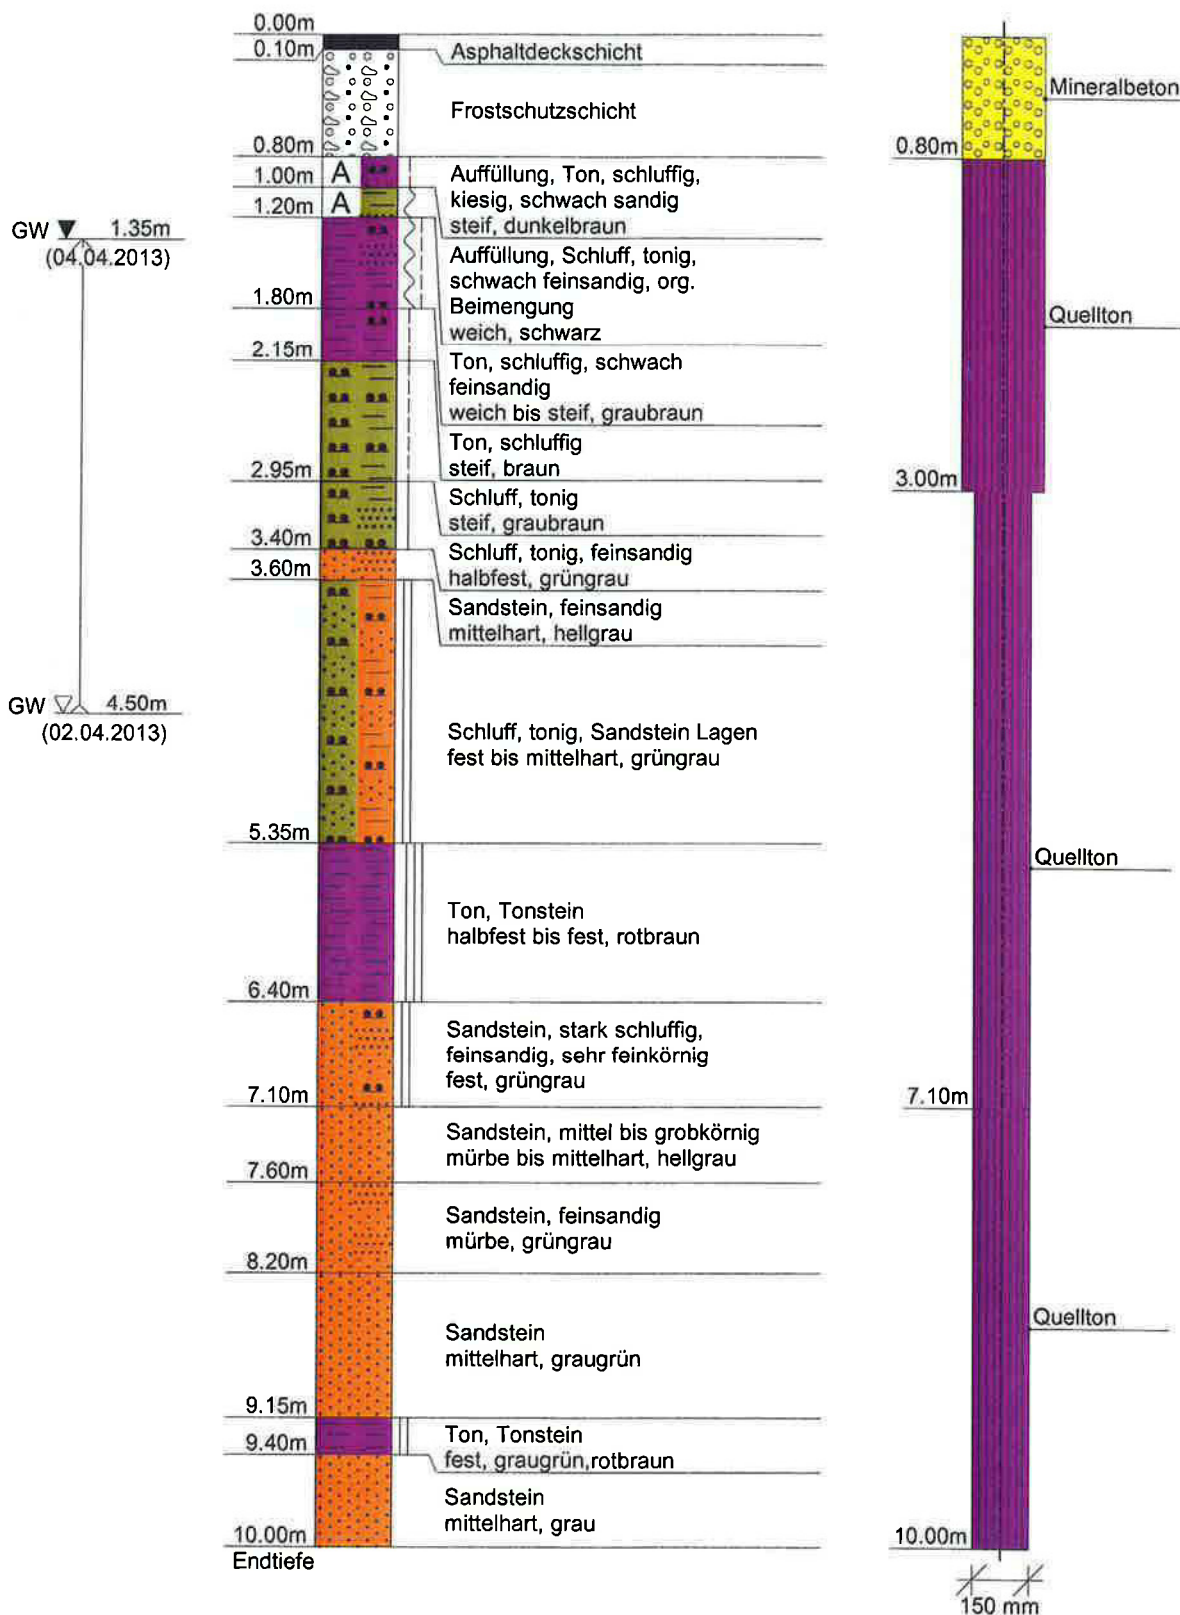 0.00m
0.10m
Asphaltdeckschicht
Frostschutzschicht
0.80m
A
1.00m
A
1.20m
Auffüllung, Ton, schluffig,
kiesig, schwach sandig
steif, dunkelbraun
GW 1.35m
(04.04.2013)
Auffüllung, Schluff, tonig,
schwach feinsandig, org.
Beimengung
weich, schwarz
1.80m
2.15m
Ton, schluffig, schwach
feinsandig
weich bis steif, graubraun
Ton, schluffig
steif, braun
2.95m
Schluff, tonig
steif, graubraun
3.40m
Schluff, tonig, feinsandig
halbfest, grüngrau
3.60m
Sandstein, feinsandig
mittelhart, hellgrau
GW 4.50m
(02.04.2013)
Schluff, tonig, Sandstein Lagen
fest bis mittelhart, grüngrau
5.35m
Ton, Tonstein
halbfest bis fest, rotbraun
6.40m
Sandstein, stark schluffig,
feinsandig, sehr feinkörnig
fest, grüngrau
7.10m
Sandstein, mittel bis grobkörnig
mürbe bis mittelhart, hellgrau
7.60m
Sandstein, feinsandig
mürbe, grüngrau
8.20m
Sandstein
mittelhart, graugrün
9.15m
Ton, Tonstein
fest, graugrün,rotbraun
9.40m
Sandstein
mittelhart, grau
10.00m
Endtiefe
Mineralbeton
0.80m
Quellton
3.00m
Quellton
7.10m
Quellton
10.00m
150 mm